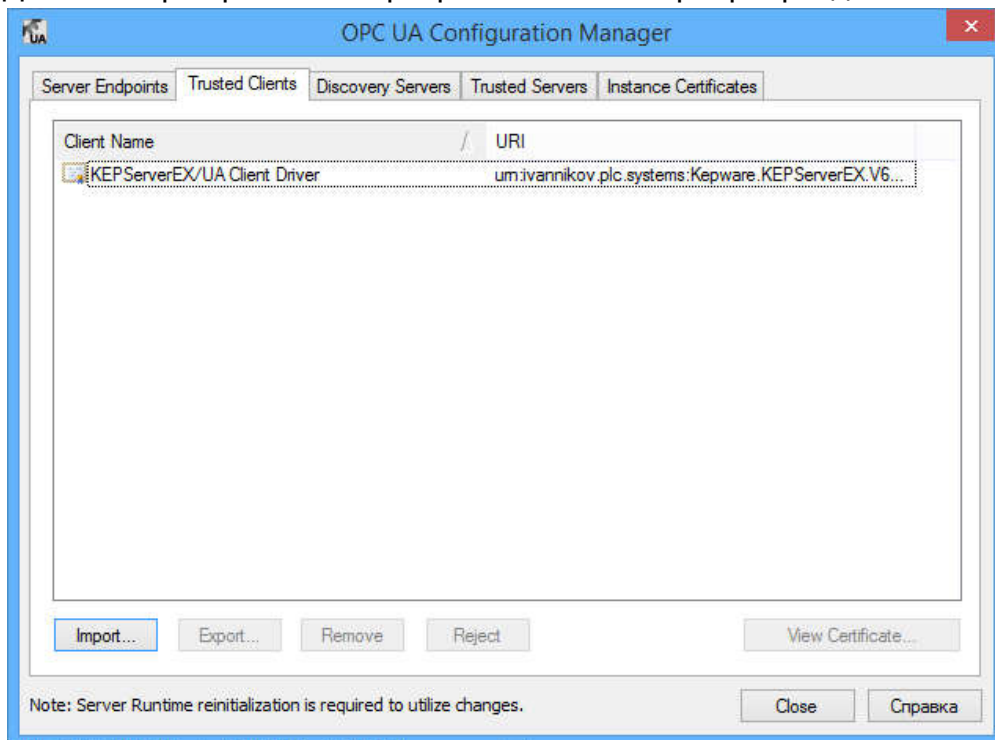 OPC UA Configuration Manager
Server Endpoints Trusted Clients Discovery Servers Trusted Servers Instance Certificates
Client Name / URI
KEPServerEX/UA Client Driver urn:ivannikov.plc.systems:Kepware.KEPServerEX.V6...
Import... Export... Remove Reject View Certificate...
Note: Server Runtime reinitialization is required to utilize changes. Close Справка